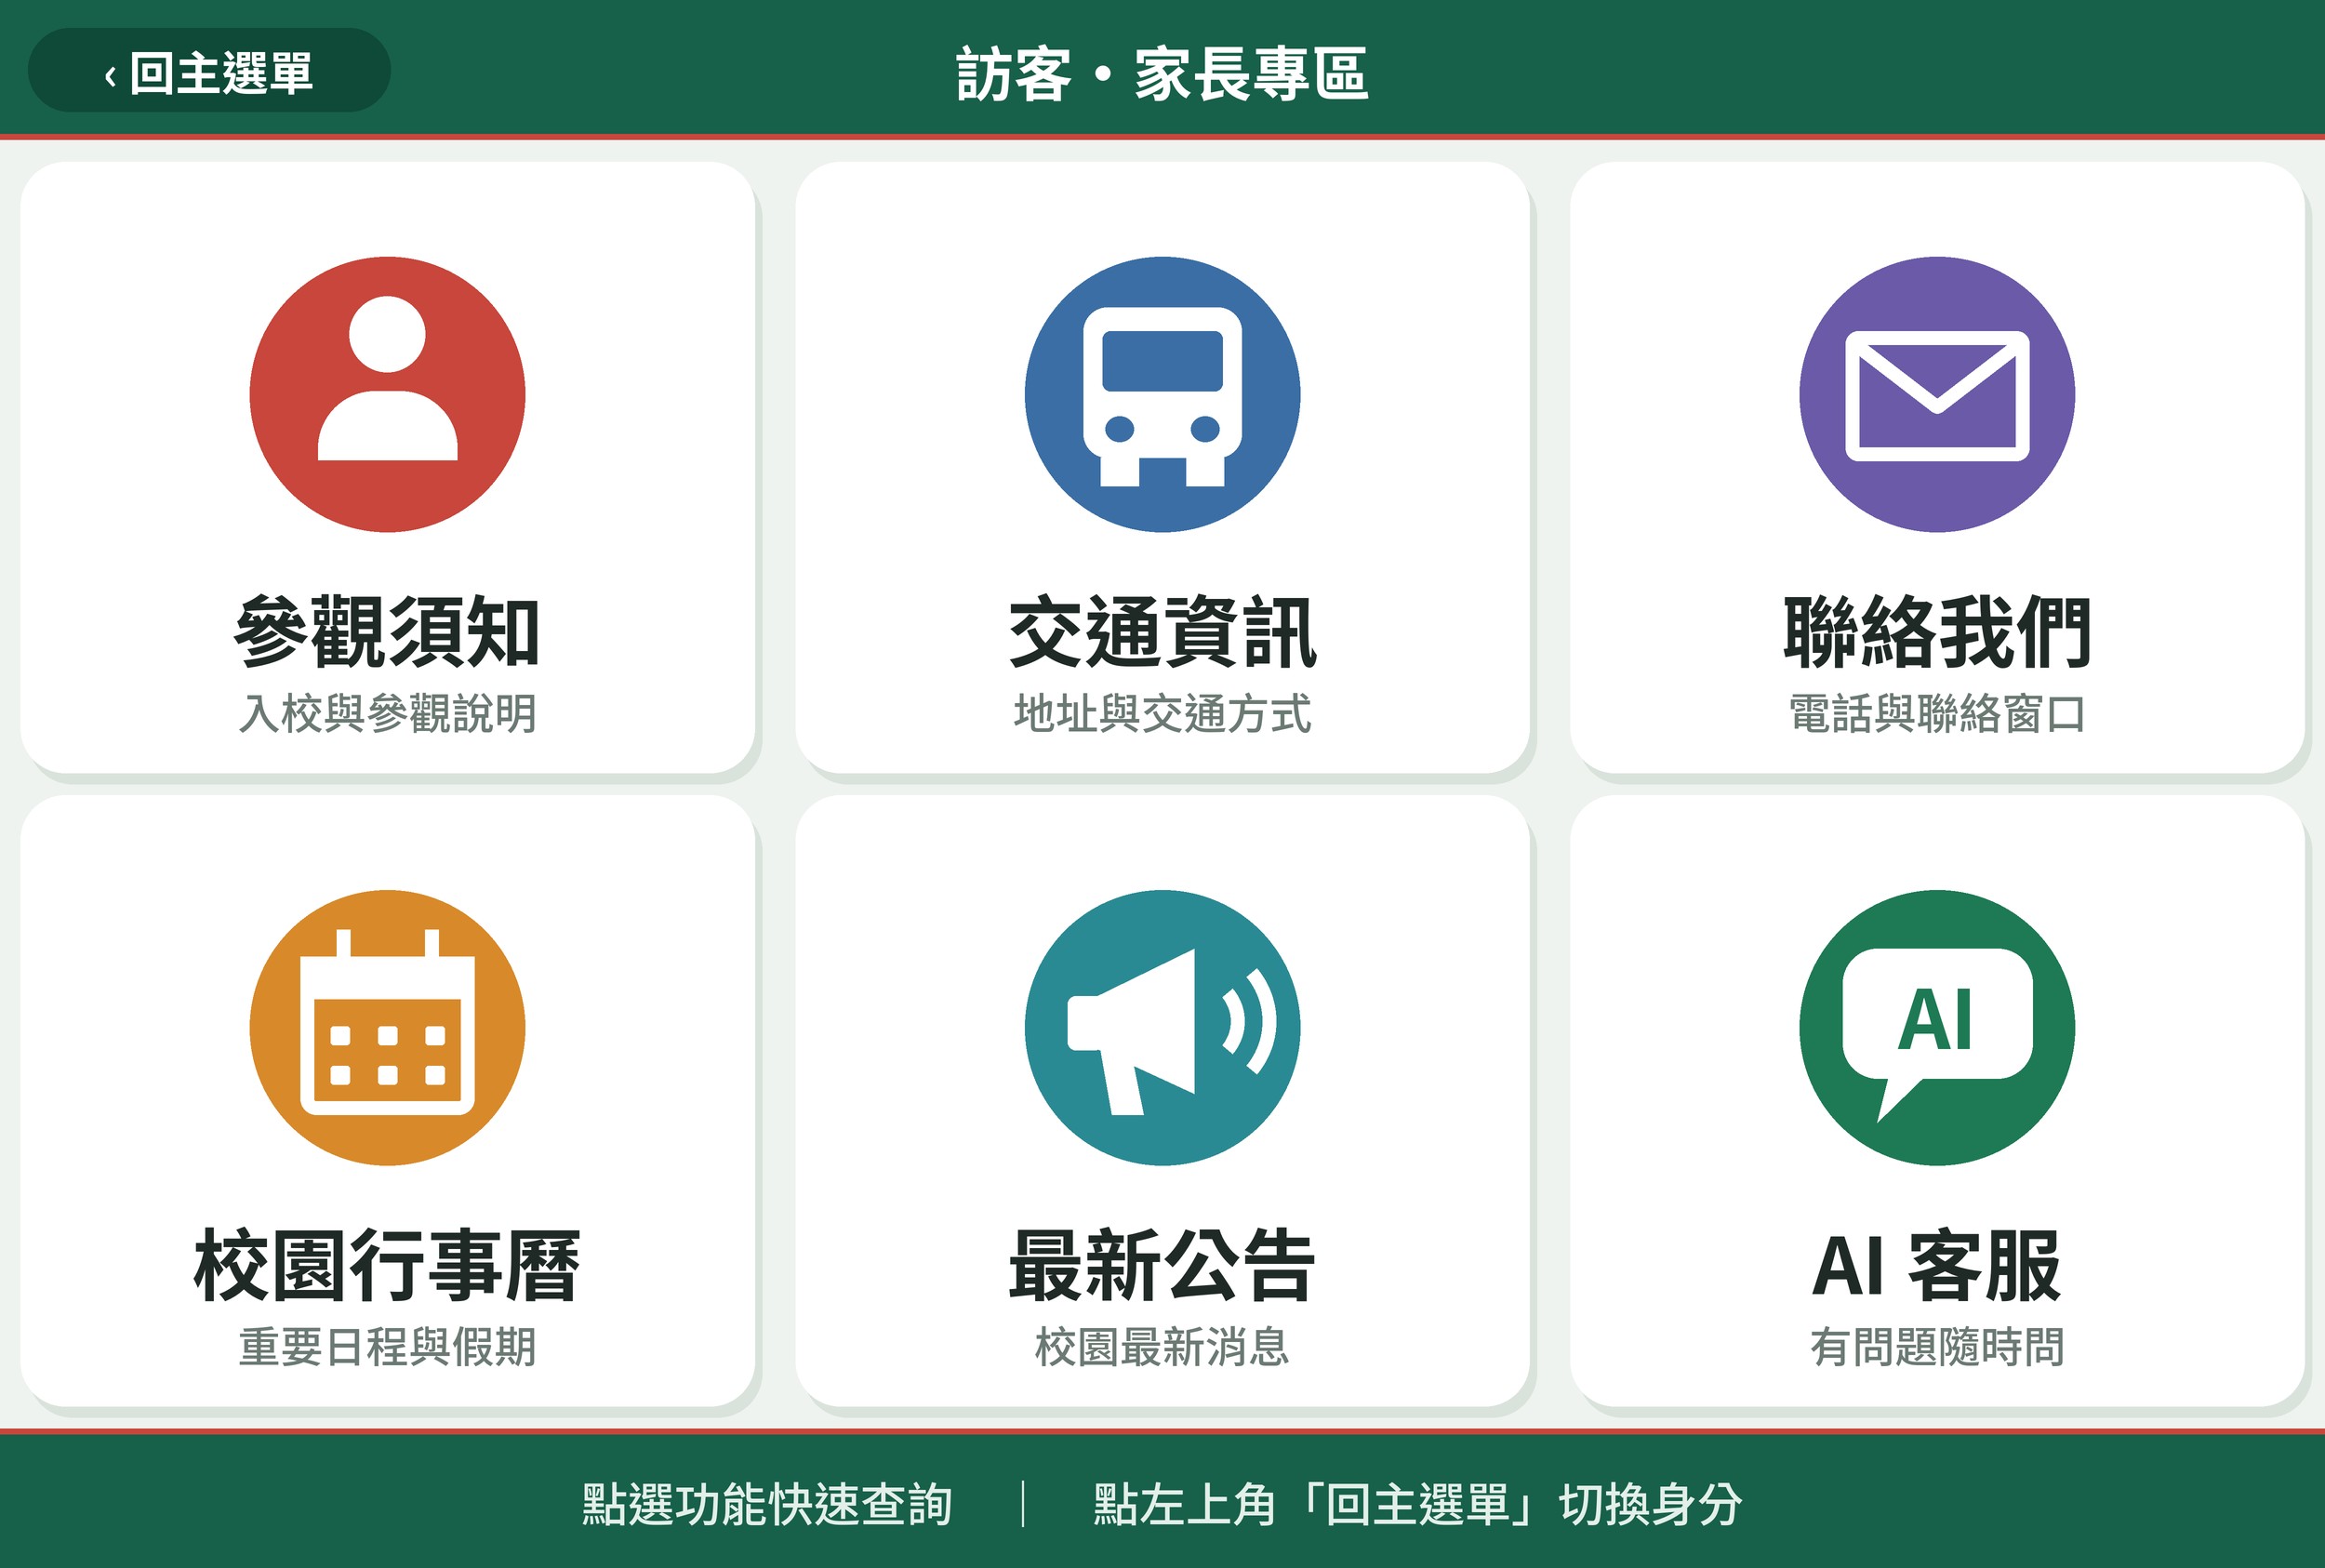 ‹ 回主選單
訪客・家長專區
參觀須知
入校與參觀說明
交通資訊
地址與交通方式
聯絡我們
電話與聯絡窗口
校園行事曆
重要日程與假期
最新公告
校園最新消息
AI
AI 客服
有問題隨時問
點選功能快速查詢 ｜ 點左上角「回主選單」切換身分